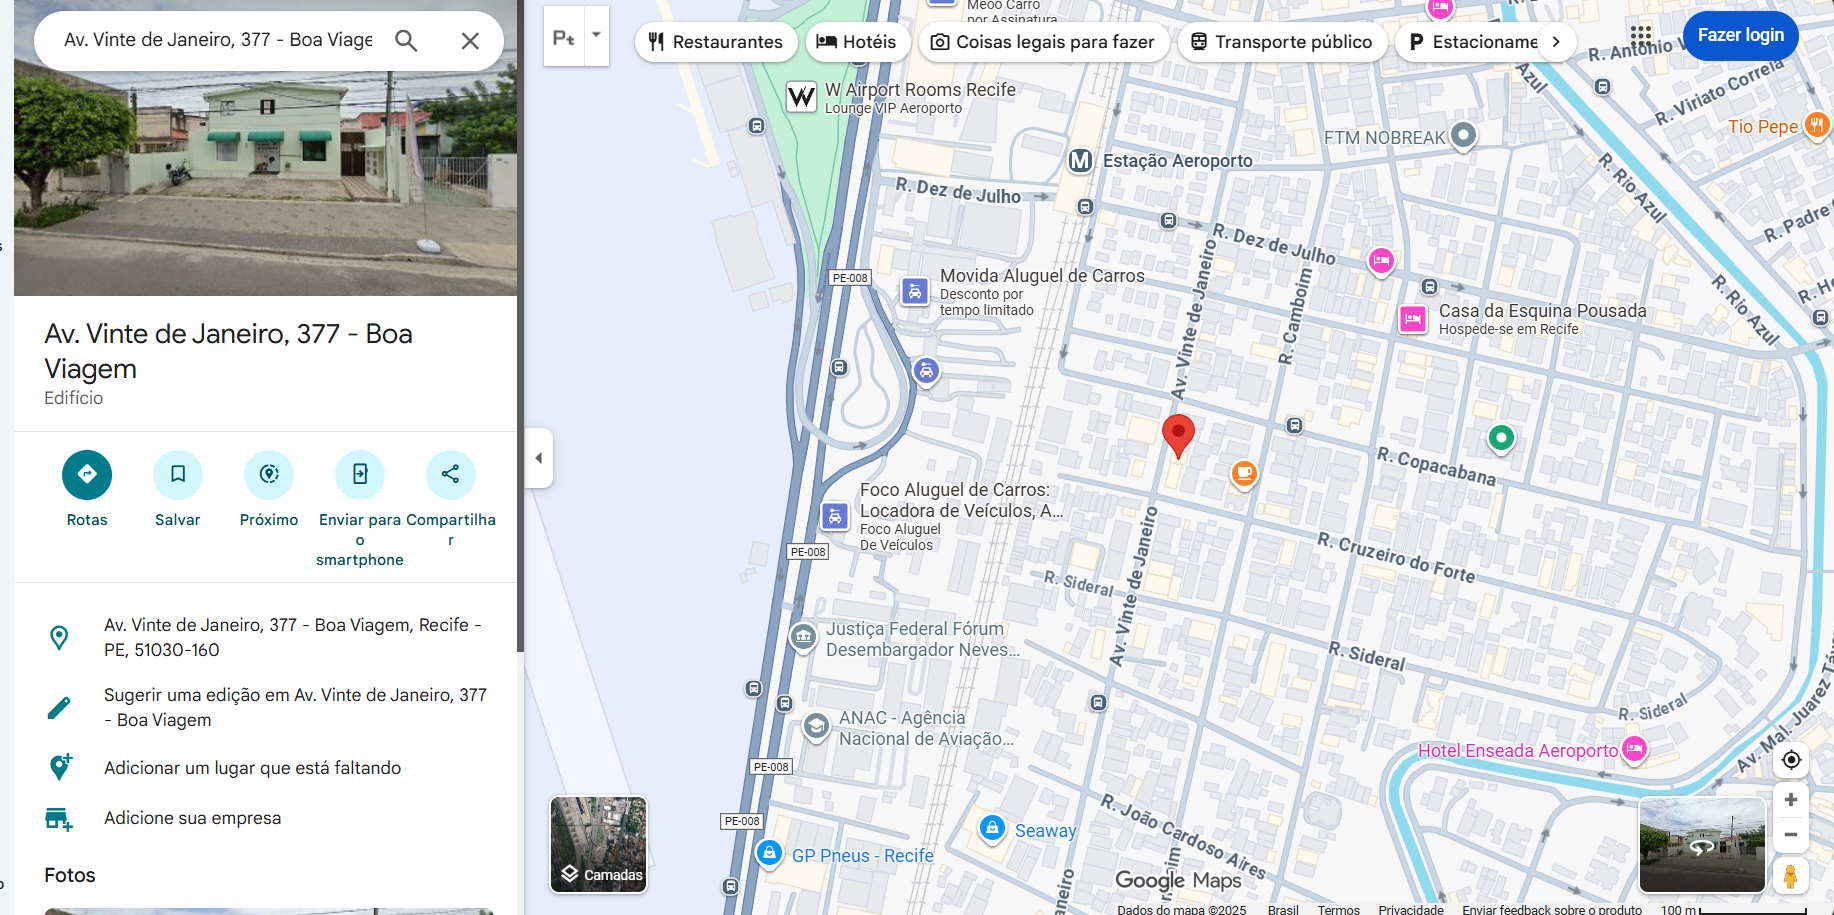 Av. Vinte de Janeiro, 377 - Boa Viage
Av. Vinte de Janeiro, 377 - Boa
Viagem
Edifício
Rotas
Salvar
Próximo
Enviar para
o
smartphone
Compartilha
r
Av. Vinte de Janeiro, 377 - Boa Viagem, Recife -
PE, 51030-160
Sugerir uma edição em Av. Vinte de Janeiro, 377
- Boa Viagem
Adicionar um lugar que está faltando
Adicione sua empresa
Fotos
Restaurantes
Hotéis
Coisas legais para fazer
Transporte público
P Estacioname
Fazer login
Meoo Carro
por Assinatura
W
W Airport Rooms Recife
Lounge VIP Aeroporto
M
Estação Aeroporto
FTM NOBREAK
Tio Pepe
R. Antônio V
R. Viriato Correia
Azul
R. Rio Azul
R. Padre
R. Rio Azul
R. Dez de Julho
R. Dez de Julho
PE-008
Movida Aluguel de Carros
Desconto por
tempo limitado
Av. Vinte de Janeiro
R. Camboim
Casa da Esquina Pousada
Hospede-se em Recife
R. Copacabana
Foco Aluguel de Carros:
Locadora de Veículos, A...
Foco Aluguel
De Veículos
PE-008
Av. Vinte de Janeiro
R. Cruzeiro do Forte
R. Sideral
Justiça Federal Fórum
Desembargador Neves...
R. Sideral
R. Sideral
ANAC - Agência
Nacional de Aviação...
Hotel Enseada Aeroporto
Av. Mal. Juarez Táv
PE-008
PE-008
R. João Cardoso Aires
Seaway
GP Pneus - Recife
Camadas
Google Maps
Dados do mapa ©2025
Brasil
Termos
Privacidade
Enviar feedback sobre o produto
100 m